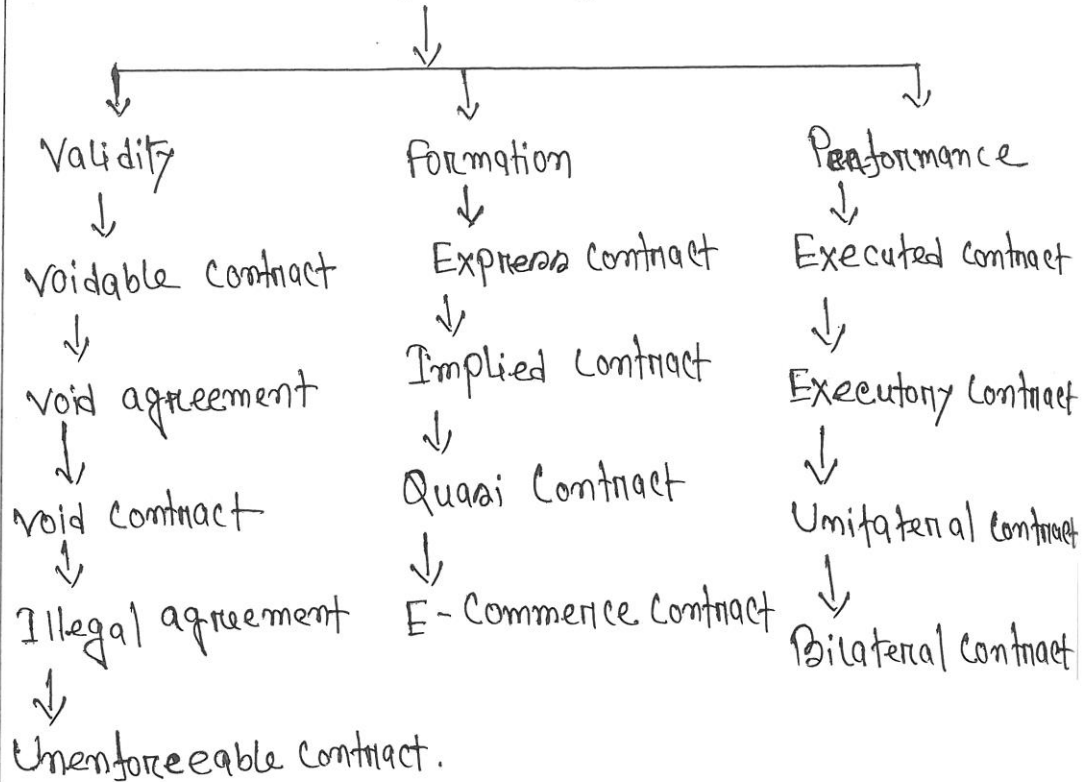 Validity
Voidable contract
Void agreement
Void contract
Illegal agreement
Unenforceable contract.
Formation
Express contract
Implied contract
Quasi contract
E-Commerce contract
Performance
Executed contract
Executory contract
Unilateral contract
Bilateral contract